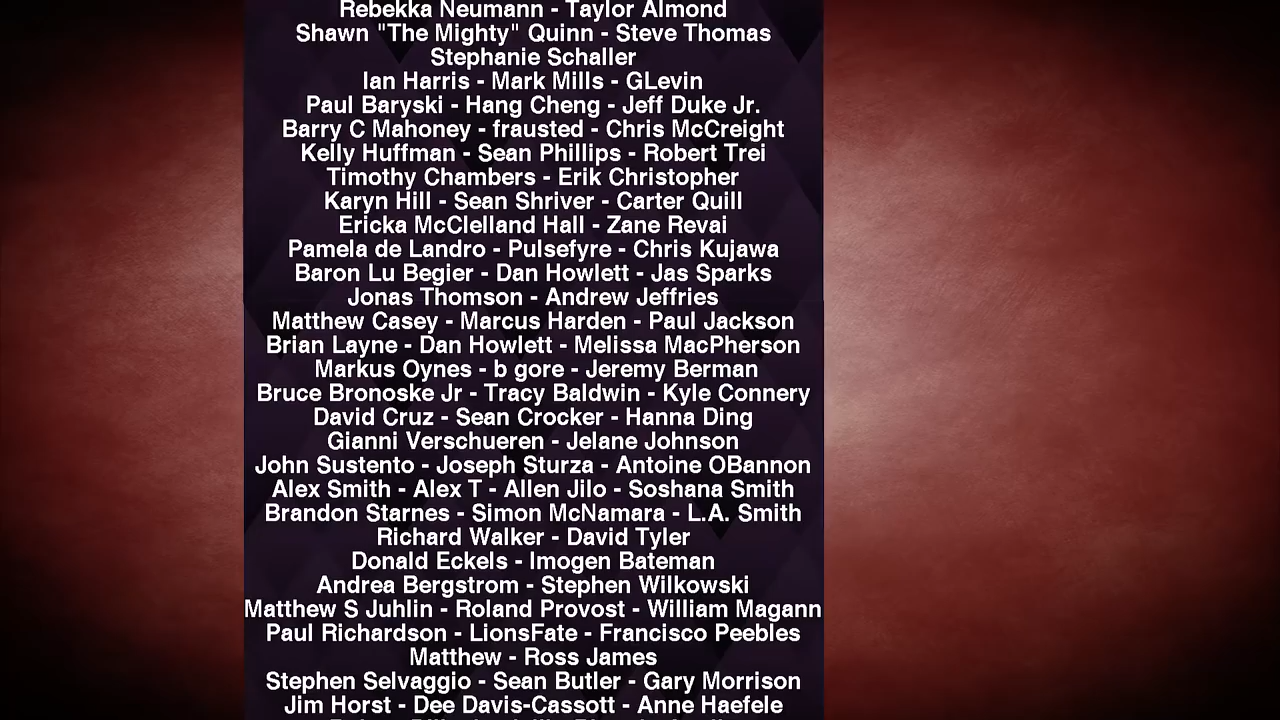 Rebekka Neumann - Taylor Almond
Shawn "The Mighty" Quinn - Steve Thomas
Stephanie Schaller
Ian Harris - Mark Mills - GLevin
Paul Baryski - Hang Cheng - Jeff Duke Jr.
Barry C Mahoney - frausted - Chris McCreight
Kelly Huffman - Sean Phillips - Robert Trei
Timothy Chambers - Erik Christopher
Karyn Hill - Sean Shriver - Carter Quill
Ericka McClelland Hall - Zane Revai
Pamela de Landro - Pulsefyre - Chris Kujawa
Baron Lu Begier - Dan Howlett - Jas Sparks
Jonas Thomson - Andrew Jeffries
Matthew Casey - Marcus Harden - Paul Jackson
Brian Layne - Dan Howlett - Melissa MacPherson
Markus Oynes - b gore - Jeremy Berman
Bruce Bronoske Jr - Tracy Baldwin - Kyle Connery
David Cruz - Sean Crocker - Hanna Ding
Gianni Verschueren - Jelane Johnson
John Sustento - Joseph Sturza - Antoine OBannon
Alex Smith - Alex T - Allen Jilo - Soshana Smith
Brandon Starnes - Simon McNamara - L.A. Smith
Richard Walker - David Tyler
Donald Eckels - Imogen Bateman
Andrea Bergstrom - Stephen Wilkowski
Matthew S Juhlin - Roland Provost - William Magann
Paul Richardson - LionsFate - Francisco Peebles
Matthew - Ross James
Stephen Selvaggio - Sean Butler - Gary Morrison
Jim Horst - Dee Davis-Cassott - Anne Haefele